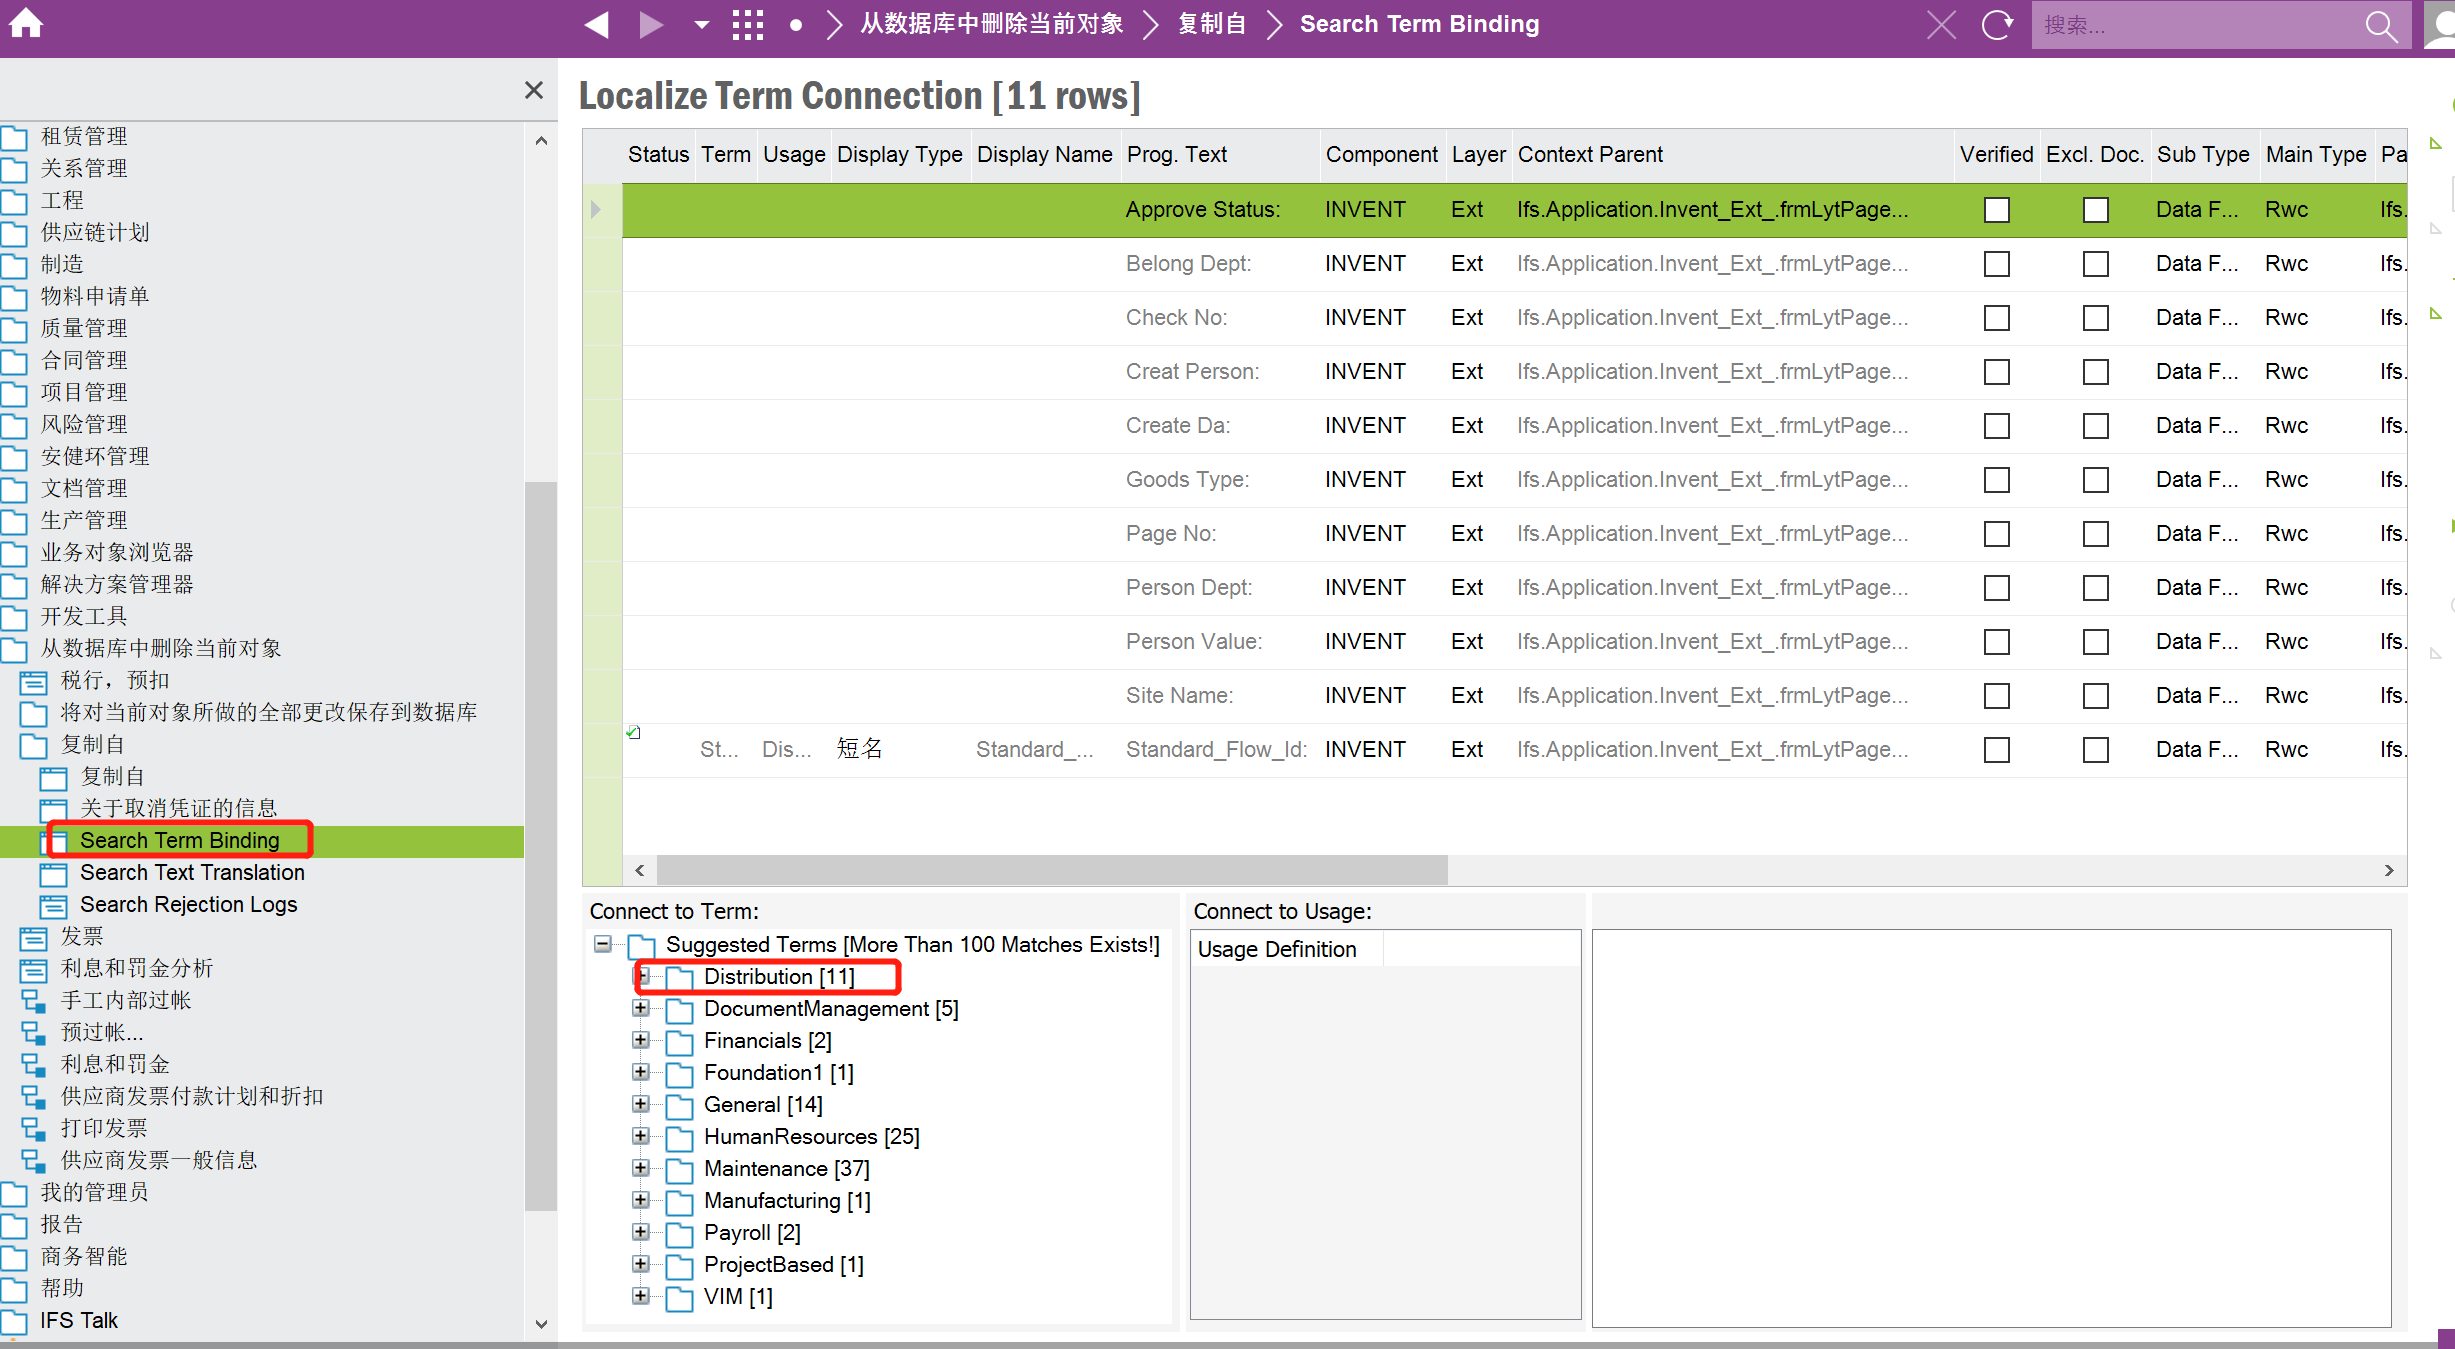 从数据库中删除当前对象 复制自 Search Term Binding 搜索...
Localize Term Connection [11 rows]
租赁管理
关系管理
工程
供应链计划
制造
物料申请单
质量管理
合同管理
项目管理
风险管理
安健环管理
文档管理
生产管理
业务对象浏览器
解决方案管理器
开发工具
从数据库中删除当前对象
税行，预扣
将对当前对象所做的全部更改保存到数据库
复制自
复制自
关于取消凭证的信息
Search Term Binding
Search Text Translation
Search Rejection Logs
发票
利息和罚金分析
手工内部过帐
预过帐...
利息和罚金
供应商发票付款计划和折扣
打印发票
供应商发票一般信息
我的管理员
报告
商务智能
帮助
IFS Talk
Status Term Usage Display Type Display Name Prog. Text Component Layer Context Parent Verified Excl. Doc. Sub Type Main Type Pa
Approve Status: INVENT Ext Ifs.Application.Invent_Ext_.frmLytPage... Data F... Rwc Ifs.
Belong Dept: INVENT Ext Ifs.Application.Invent_Ext_.frmLytPage... Data F... Rwc Ifs.
Check No: INVENT Ext Ifs.Application.Invent_Ext_.frmLytPage... Data F... Rwc Ifs.
Creat Person: INVENT Ext Ifs.Application.Invent_Ext_.frmLytPage... Data F... Rwc Ifs.
Create Da: INVENT Ext Ifs.Application.Invent_Ext_.frmLytPage... Data F... Rwc Ifs.
Goods Type: INVENT Ext Ifs.Application.Invent_Ext_.frmLytPage... Data F... Rwc Ifs.
Page No: INVENT Ext Ifs.Application.Invent_Ext_.frmLytPage... Data F... Rwc Ifs.
Person Dept: INVENT Ext Ifs.Application.Invent_Ext_.frmLytPage... Data F... Rwc Ifs.
Person Value: INVENT Ext Ifs.Application.Invent_Ext_.frmLytPage... Data F... Rwc Ifs.
Site Name: INVENT Ext Ifs.Application.Invent_Ext_.frmLytPage... Data F... Rwc Ifs.
St... Dis... 短名 Standard_... Standard_Flow_Id: INVENT Ext Ifs.Application.Invent_Ext_.frmLytPage... Data F... Rwc Ifs.
Connect to Term:
Suggested Terms [More Than 100 Matches Exists!]
Distribution [11]
DocumentManagement [5]
Financials [2]
Foundation1 [1]
General [14]
HumanResources [25]
Maintenance [37]
Manufacturing [1]
Payroll [2]
ProjectBased [1]
VIM [1]
Connect to Usage:
Usage Definition